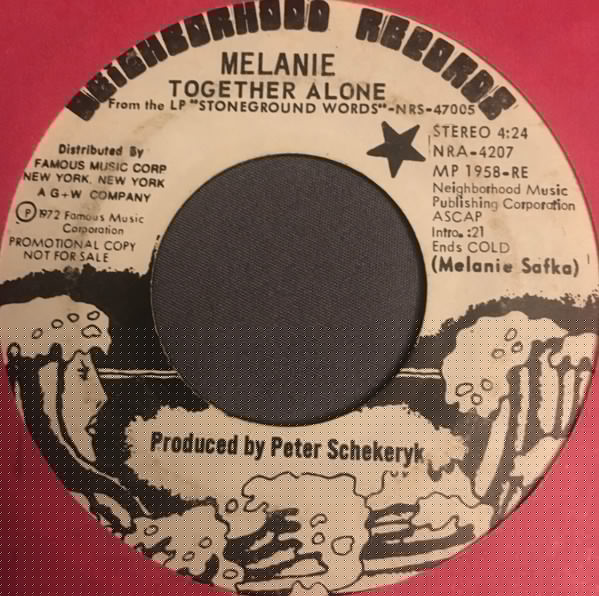 NEIGHBORHOOD RECORDS
MELANIE
TOGETHER ALONE
From the LP "STONEGROUND WORDS"-NRS-47005
Distributed By
FAMOUS MUSIC CORP
NEW YORK, NEW YORK
A G+W COMPANY
Ⓟ1972 Famous Music
Corporation
PROMOTIONAL COPY
NOT FOR SALE
STEREO 4:24
NRA-4207
MP 1958-RE
Neighborhood Music
Publishing Corporation
ASCAP
Intro. :21
Ends COLD
(Melanie Safka)
Produced by Peter Schekeryk